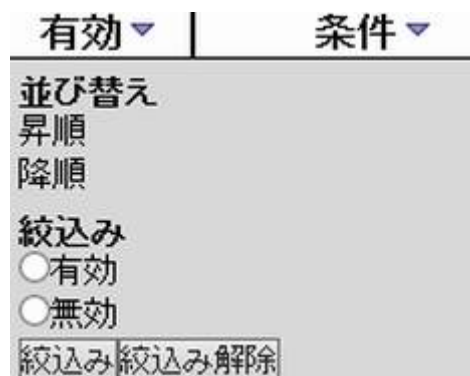 有効▼ 条件▼
並び替え
昇順
降順
絞込み
有効
無効
絞込み 絞込み解除